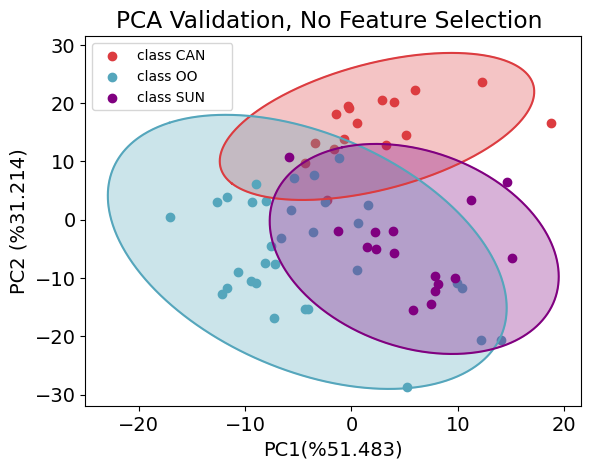 PCA Validation, No Feature Selection
30
20
10
0
−10
−20
−30
PC2 (%31.214)
class CAN
class OO
class SUN
−20
−10
0
10
20
PC1(%51.483)